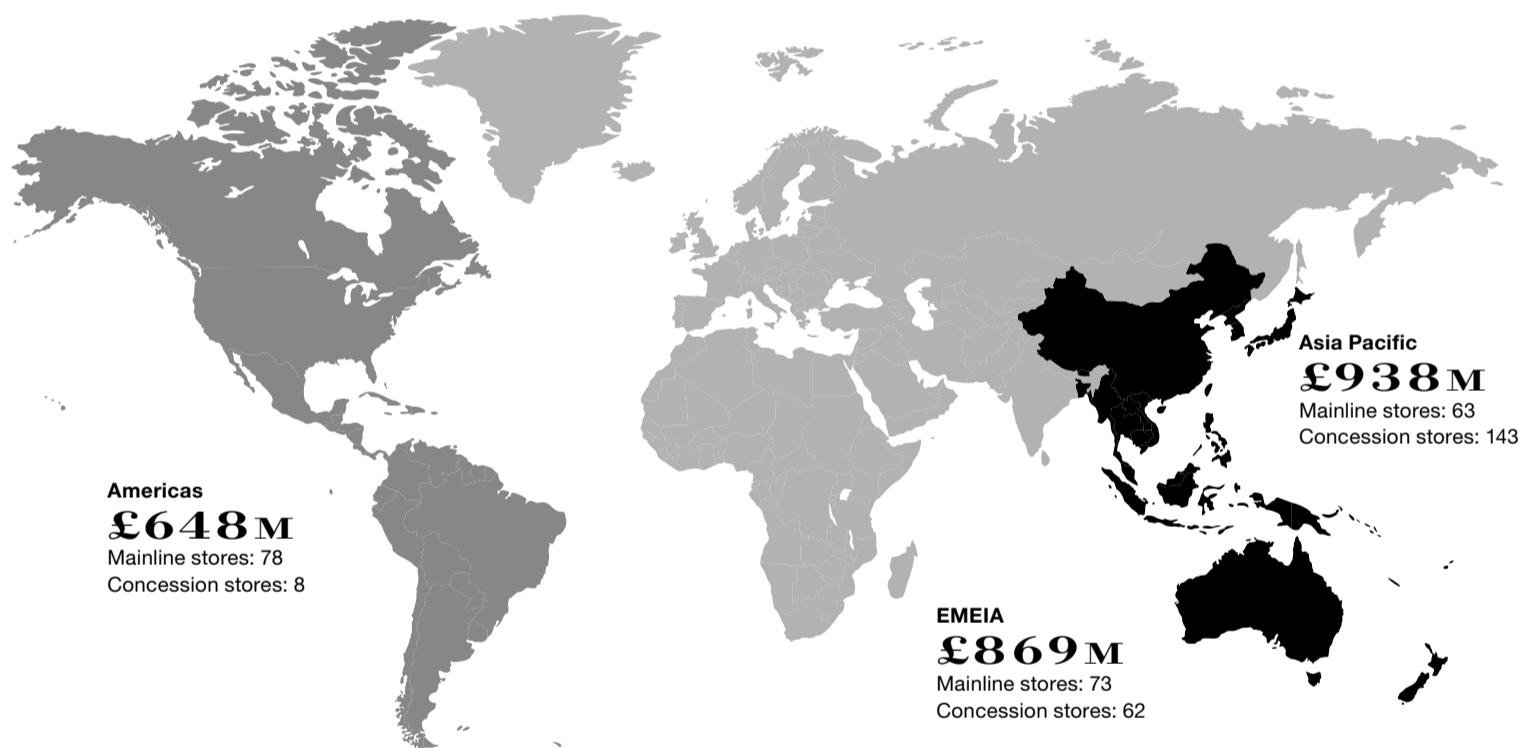 Asia Pacific
£938M
Mainline stores: 63
Concession stores: 143
Americas
£648M
Mainline stores: 78
Concession stores: 8
EMEIA
£869M
Mainline stores: 73
Concession stores: 62